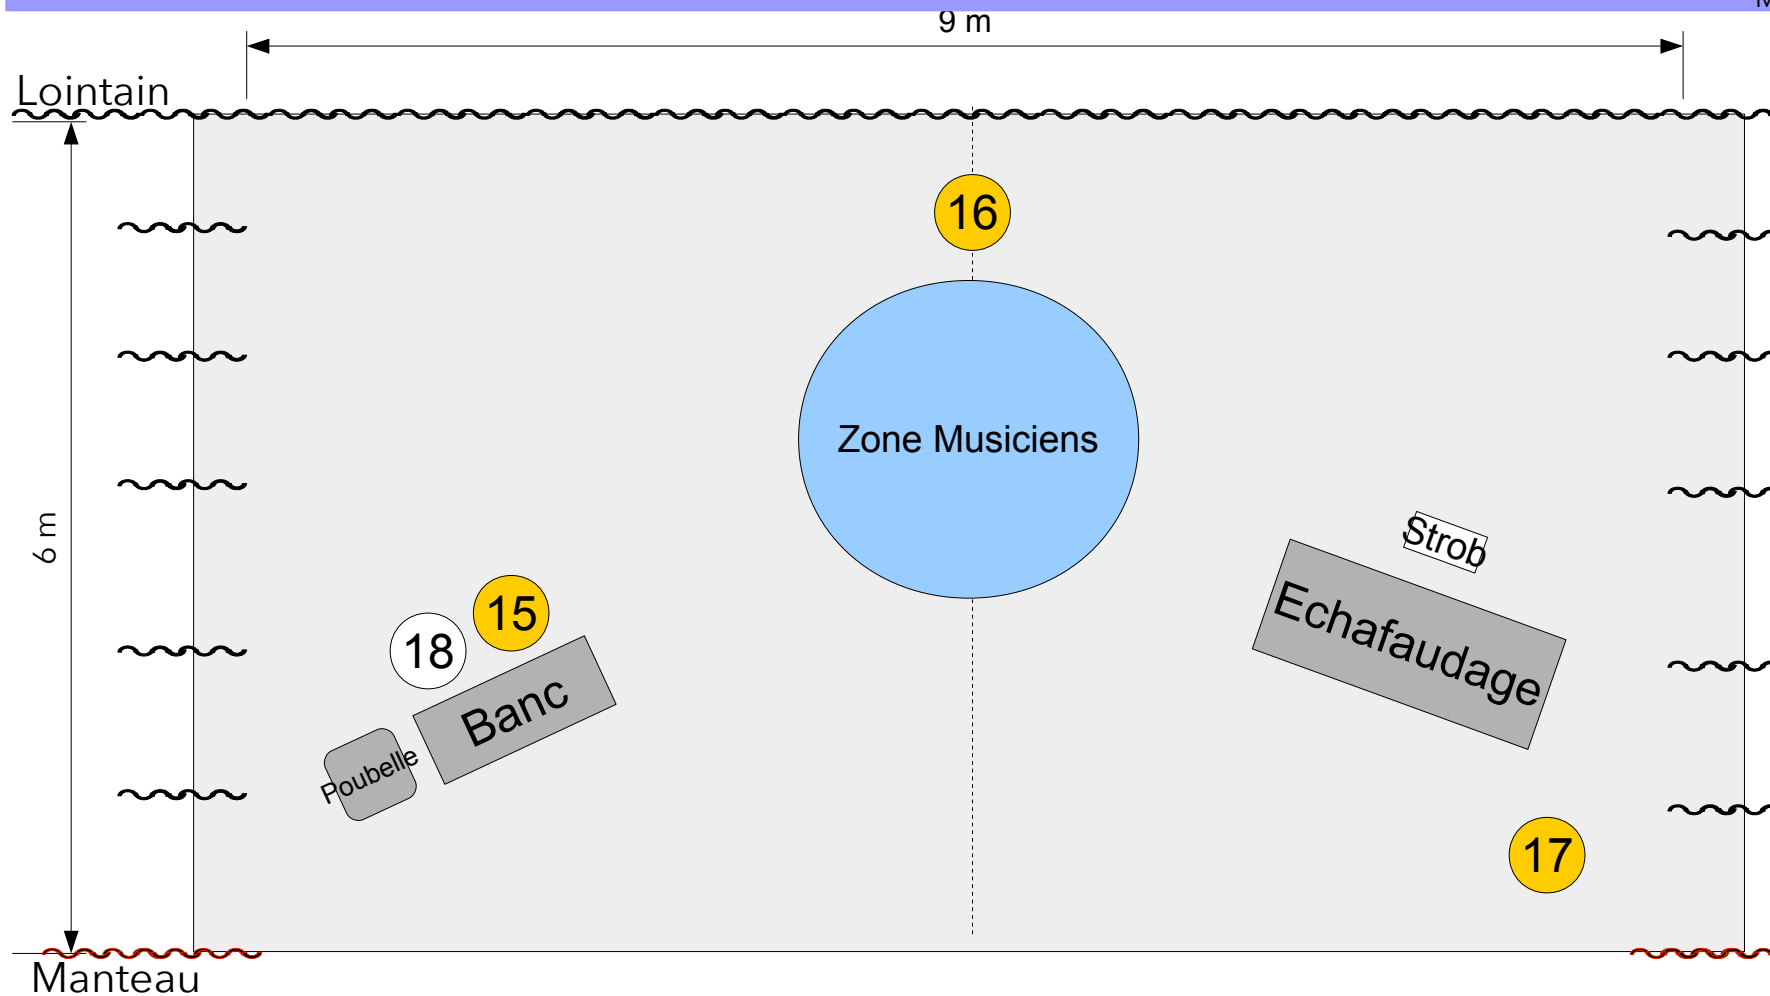 9 m
Lointain
16
Zone Musiciens
6 m
Strob
15
18
Echafaudage
Banc
Poubelle
17
Manteau